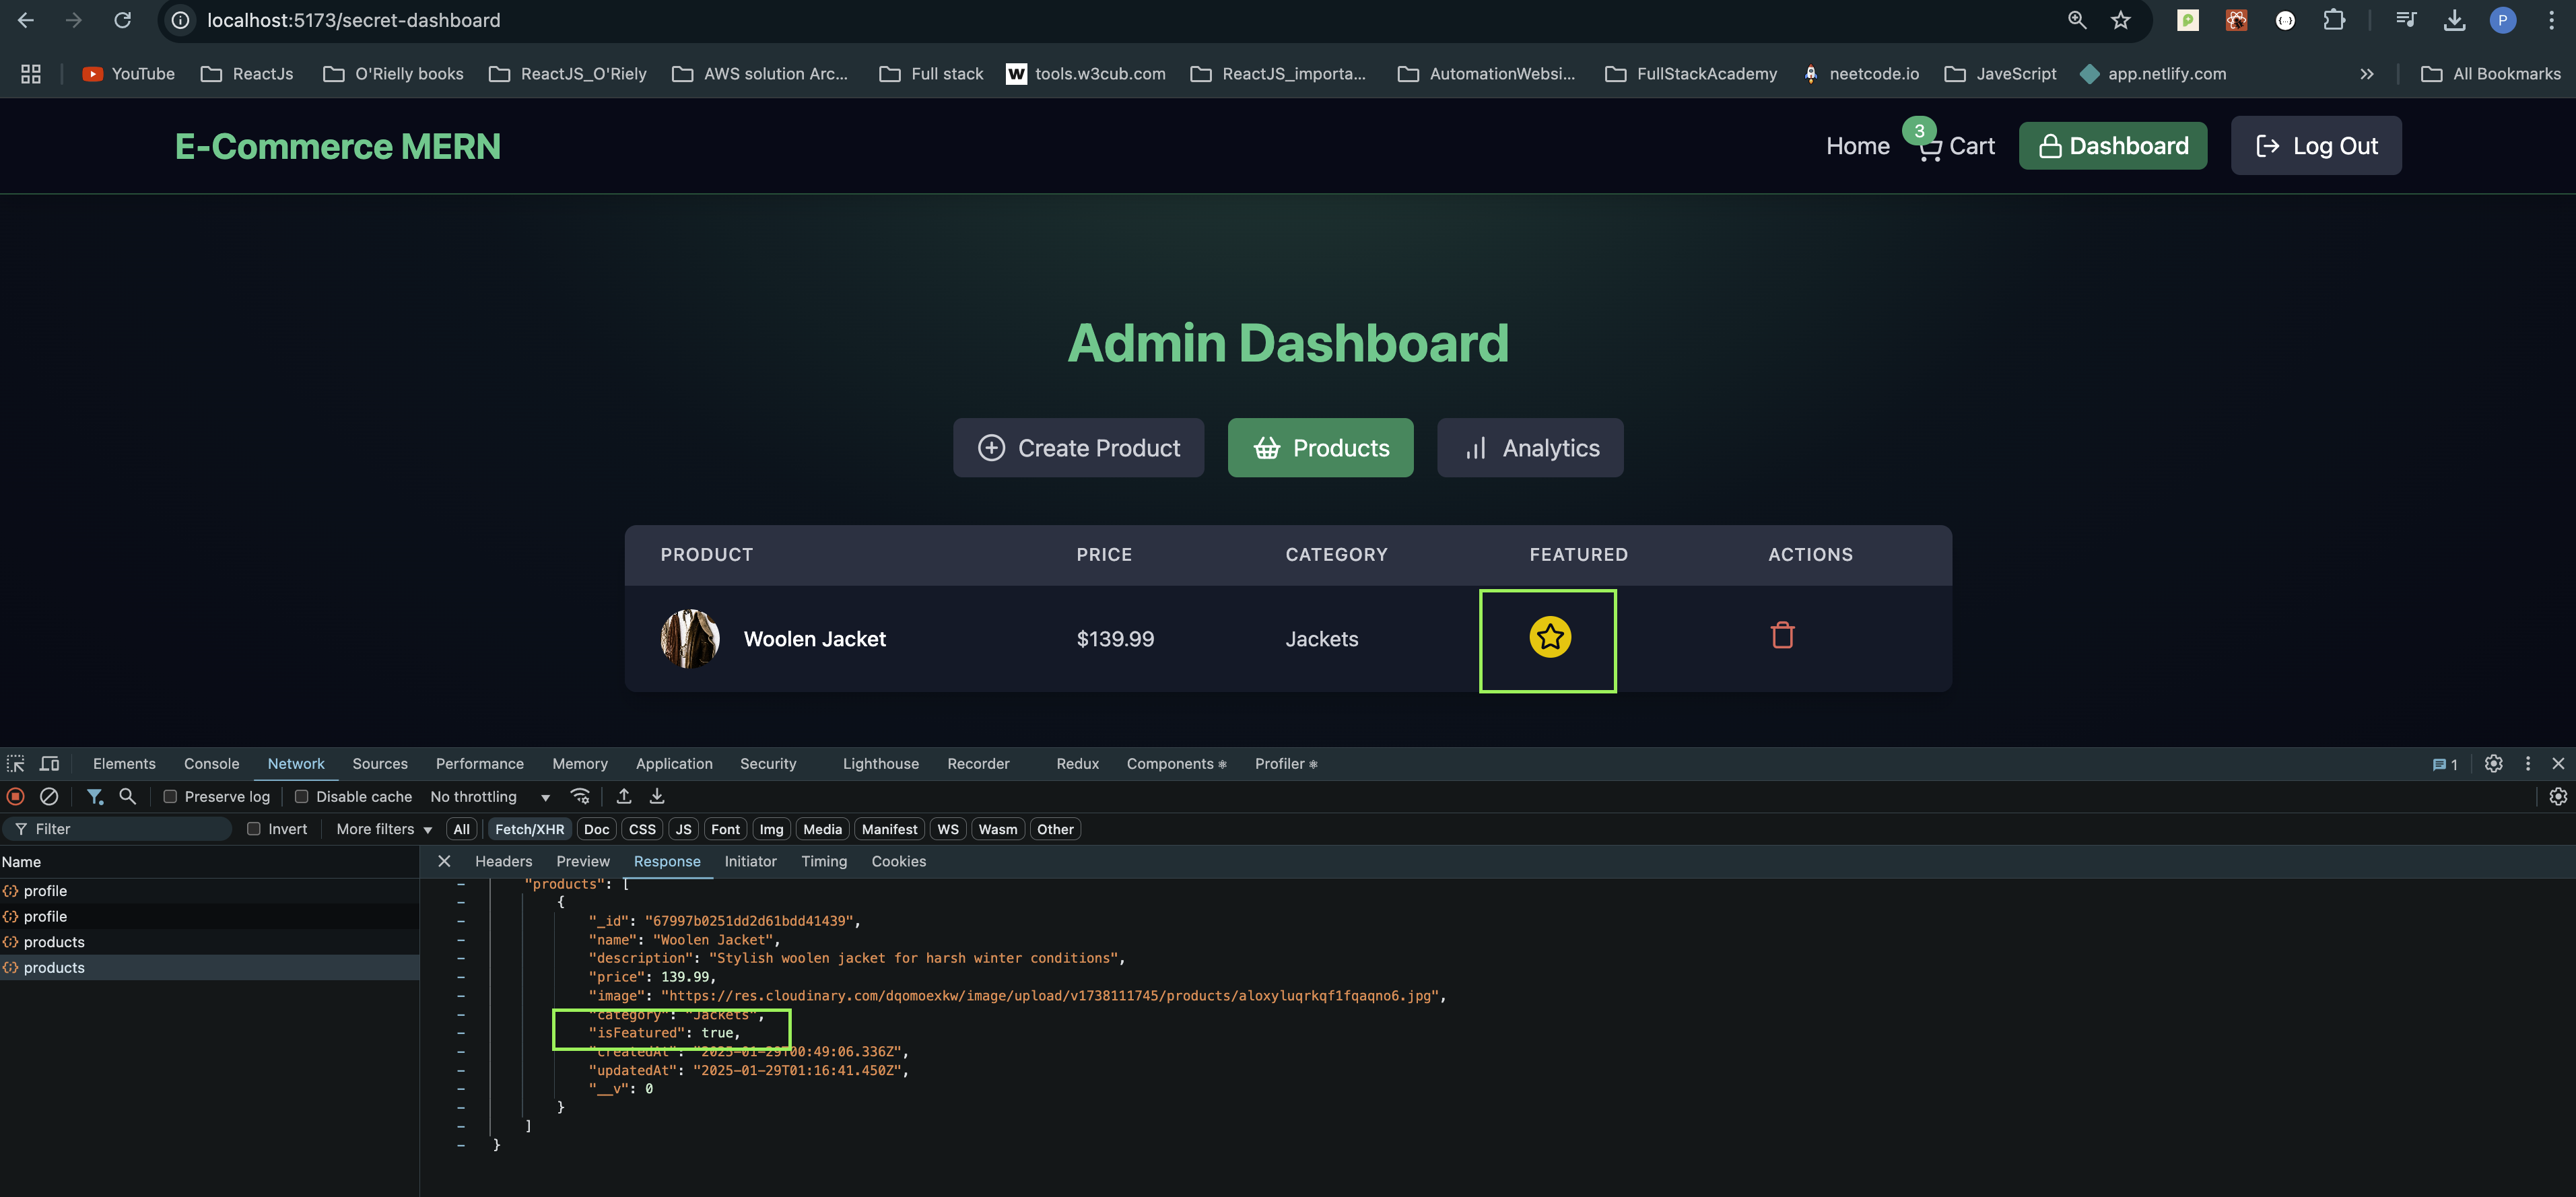 localhost:5173/secret-dashboard
P
YouTube ReactJs O'Rielly books ReactJS_O'Riely AWS solution Arc... Full stack W tools.w3cub.com ReactJS_importa... AutomationWebsi... FullStackAcademy neetcode.io JaveScript app.netlify.com » All Bookmarks
E-Commerce MERN Home 3 Cart Dashboard Log Out
Admin Dashboard
Create Product Products Analytics
PRODUCT PRICE CATEGORY FEATURED ACTIONS
Woolen Jacket $139.99 Jackets
Elements Console Network Sources Performance Memory Application Security Lighthouse Recorder Redux Components Profiler 1
Preserve log Disable cache No throttling
Filter Invert More filters All Fetch/XHR Doc CSS JS Font Img Media Manifest WS Wasm Other
Name Headers Preview Response Initiator Timing Cookies
profile
profile
products
products
"products": [
{
"_id": "67997b0251dd2d61bdd41439",
"name": "Woolen Jacket",
"description": "Stylish woolen jacket for harsh winter conditions",
"price": 139.99,
"image": "https://res.cloudinary.com/dqomoexkw/image/upload/v1738111745/products/aloxyluqrkqf1fqaqno6.jpg",
"category": "Jackets",
"isFeatured": true,
"createdAt": "2025-01-29T00:49:06.336Z",
"updatedAt": "2025-01-29T01:16:41.450Z",
"__v": 0
}
]
}